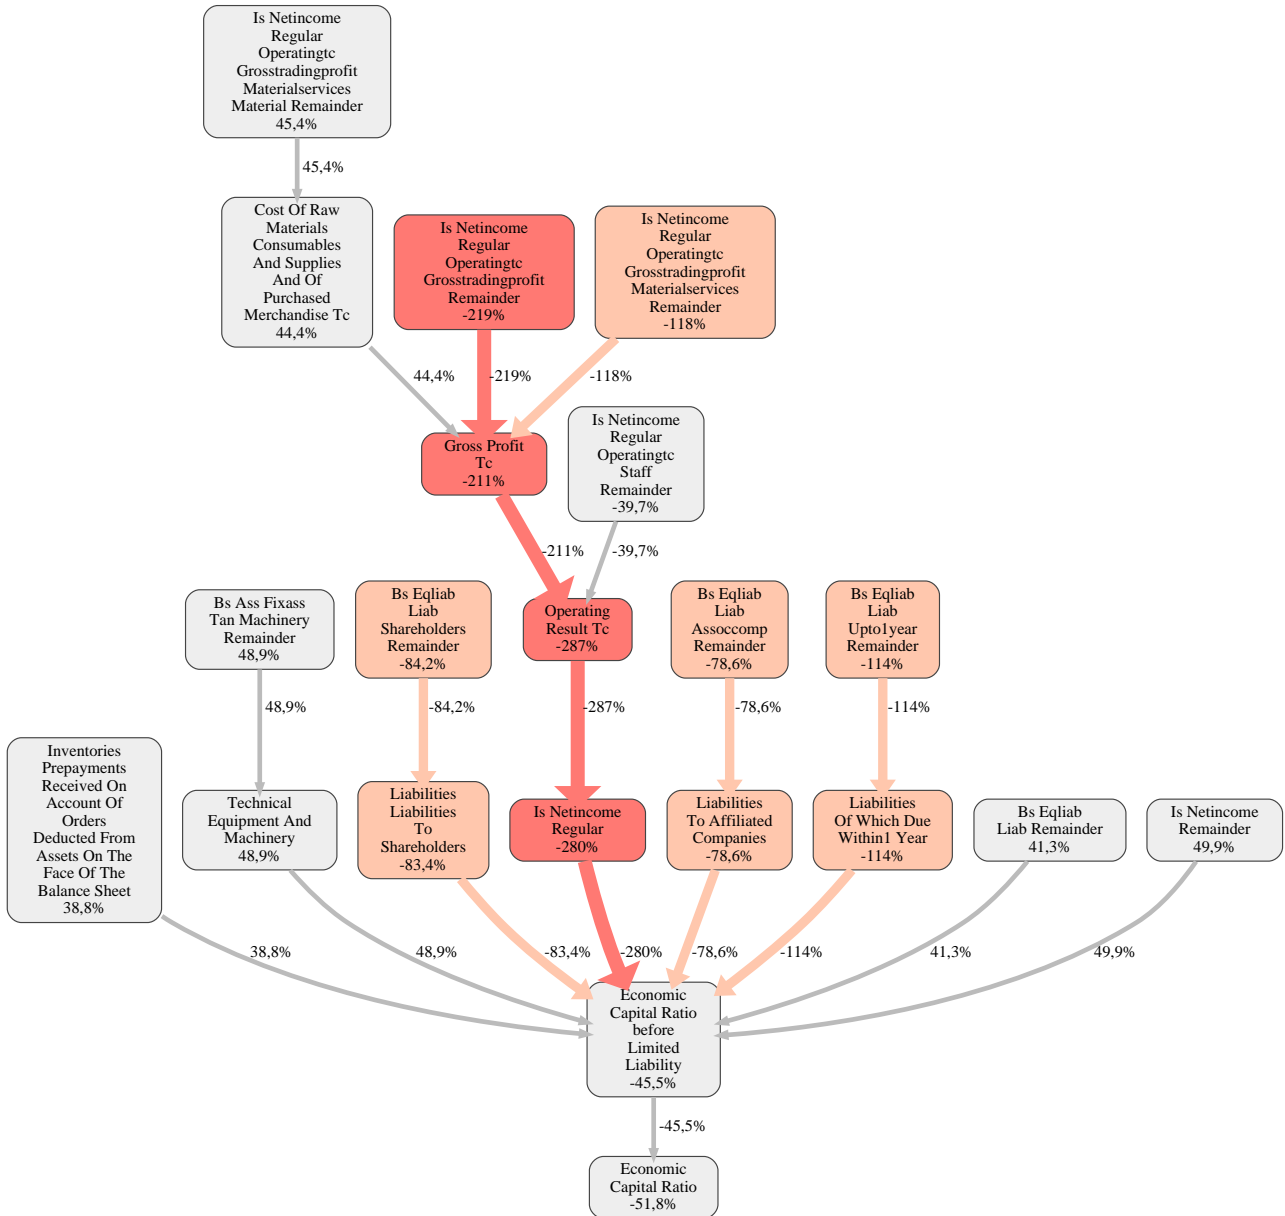 Is Netincome
Regular
Operatingtc
Grosstradingprofit
Materialservices
Material Remainder
45,4%
45,4%
Cost Of Raw
Materials
Consumables
And Supplies
And Of
Purchased
Merchandise Tc
44,4%
Is Netincome
Regular
Operatingtc
Grosstradingprofit
Remainder
-219%
Is Netincome
Regular
Operatingtc
Grosstradingprofit
Materialservices
Remainder
-118%
44,4%
-219%
-118%
Gross Profit
Tc
-211%
Is Netincome
Regular
Operatingtc
Staff
Remainder
-39,7%
-211%
-39,7%
Bs Ass Fixass
Tan Machinery
Remainder
48,9%
Bs Eqliab
Liab
Shareholders
Remainder
-84,2%
Operating
Result Tc
-287%
Bs Eqliab
Liab
Assoccomp
Remainder
-78,6%
Bs Eqliab
Liab
Upto1year
Remainder
-114%
48,9%
-84,2%
-287%
-78,6%
-114%
Inventories
Prepayments
Received On
Account Of
Orders
Deducted From
Assets On The
Face Of The
Balance Sheet
38,8%
Technical
Equipment And
Machinery
48,9%
Liabilities
Liabilities
To
Shareholders
-83,4%
Is Netincome
Regular
-280%
Liabilities
To Affiliated
Companies
-78,6%
Liabilities
Of Which Due
Within1 Year
-114%
Bs Eqliab
Liab Remainder
41,3%
Is Netincome
Remainder
49,9%
38,8%
48,9%
-83,4%
-280%
-78,6%
-114%
41,3%
49,9%
Economic
Capital Ratio
before
Limited
Liability
-45,5%
-45,5%
Economic
Capital Ratio
-51,8%